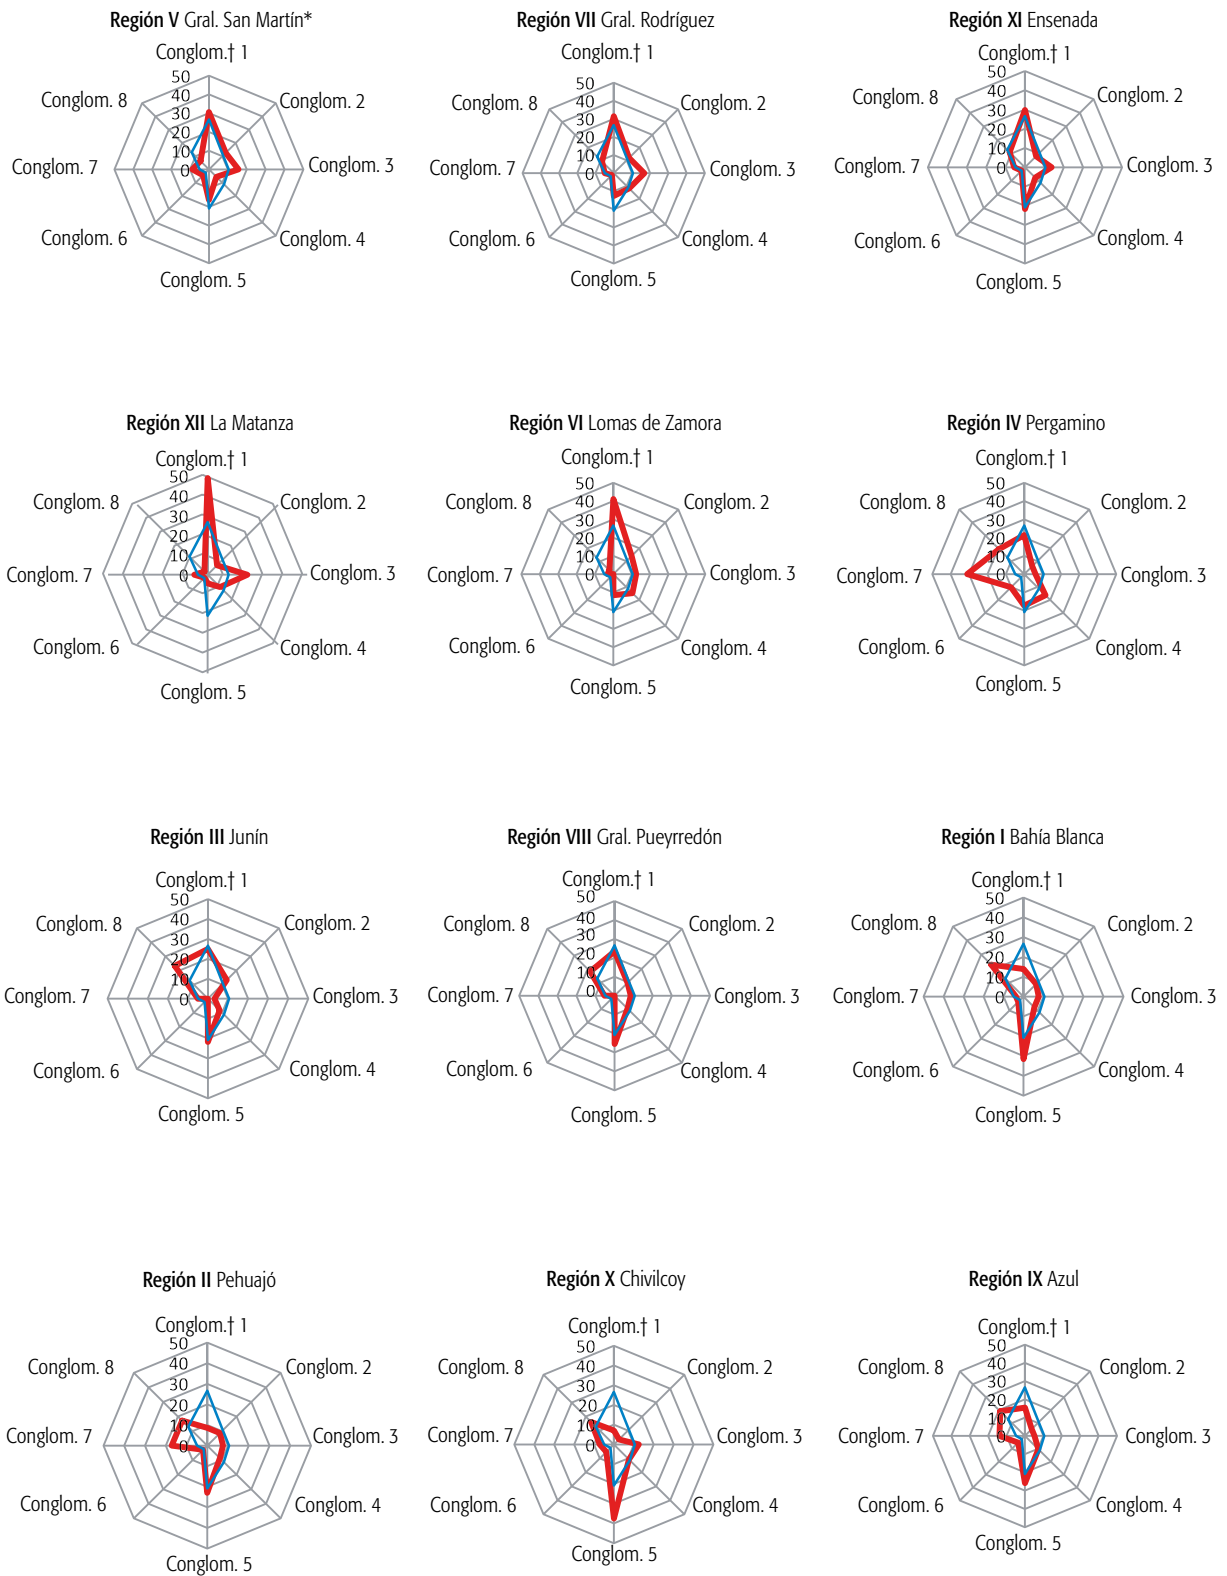 Región V Gral. San Martín*
Conglom.† 1
50
40
30
20
10
0
Conglom. 2
Conglom. 3
Conglom. 4
Conglom. 5
Conglom. 6
Conglom. 7
Conglom. 8
Región VII Gral. Rodríguez
Conglom.† 1
50
40
30
20
10
0
Conglom. 2
Conglom. 3
Conglom. 4
Conglom. 5
Conglom. 6
Conglom. 7
Conglom. 8
Región XI Ensenada
Conglom.† 1
50
40
30
20
10
0
Conglom. 2
Conglom. 3
Conglom. 4
Conglom. 5
Conglom. 6
Conglom. 7
Conglom. 8
Región XII La Matanza
Conglom.† 1
50
40
30
20
10
0
Conglom. 2
Conglom. 3
Conglom. 4
Conglom. 5
Conglom. 6
Conglom. 7
Conglom. 8
Región VI Lomas de Zamora
Conglom.† 1
50
40
30
20
10
0
Conglom. 2
Conglom. 3
Conglom. 4
Conglom. 5
Conglom. 6
Conglom. 7
Conglom. 8
Región IV Pergamino
Conglom.† 1
50
40
30
20
10
0
Conglom. 2
Conglom. 3
Conglom. 4
Conglom. 5
Conglom. 6
Conglom. 7
Conglom. 8
Región III Junín
Conglom.† 1
50
40
30
20
10
0
Conglom. 2
Conglom. 3
Conglom. 4
Conglom. 5
Conglom. 6
Conglom. 7
Conglom. 8
Región VIII Gral. Pueyrredón
Conglom.† 1
50
40
30
20
10
0
Conglom. 2
Conglom. 3
Conglom. 4
Conglom. 5
Conglom. 6
Conglom. 7
Conglom. 8
Región I Bahía Blanca
Conglom.† 1
50
40
30
20
10
0
Conglom. 2
Conglom. 3
Conglom. 4
Conglom. 5
Conglom. 6
Conglom. 7
Conglom. 8
Región II Pehuajó
Conglom.† 1
50
40
30
20
10
0
Conglom. 2
Conglom. 3
Conglom. 4
Conglom. 5
Conglom. 6
Conglom. 7
Conglom. 8
Región X Chivilcoy
Conglom.† 1
50
40
30
20
10
0
Conglom. 2
Conglom. 3
Conglom. 4
Conglom. 5
Conglom. 6
Conglom. 7
Conglom. 8
Región IX Azul
Conglom.† 1
50
40
30
20
10
0
Conglom. 2
Conglom. 3
Conglom. 4
Conglom. 5
Conglom. 6
Conglom. 7
Conglom. 8